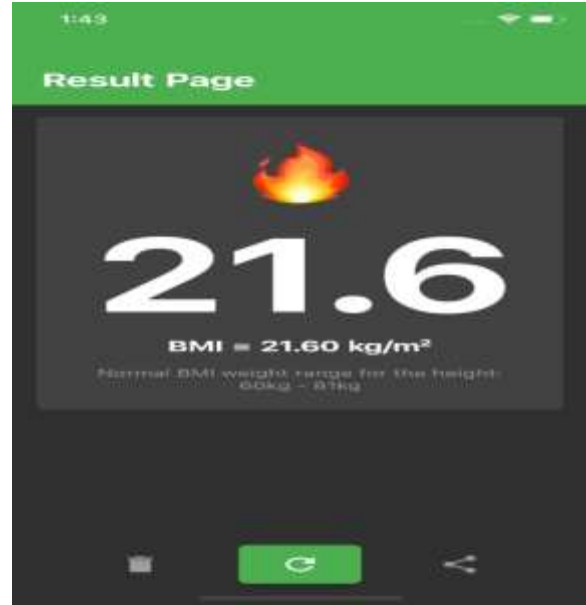 1:43
Result Page
21.6
BMI = 21.60 kg/m²
Normal BMI weight range for the height:
60kg - 81kg